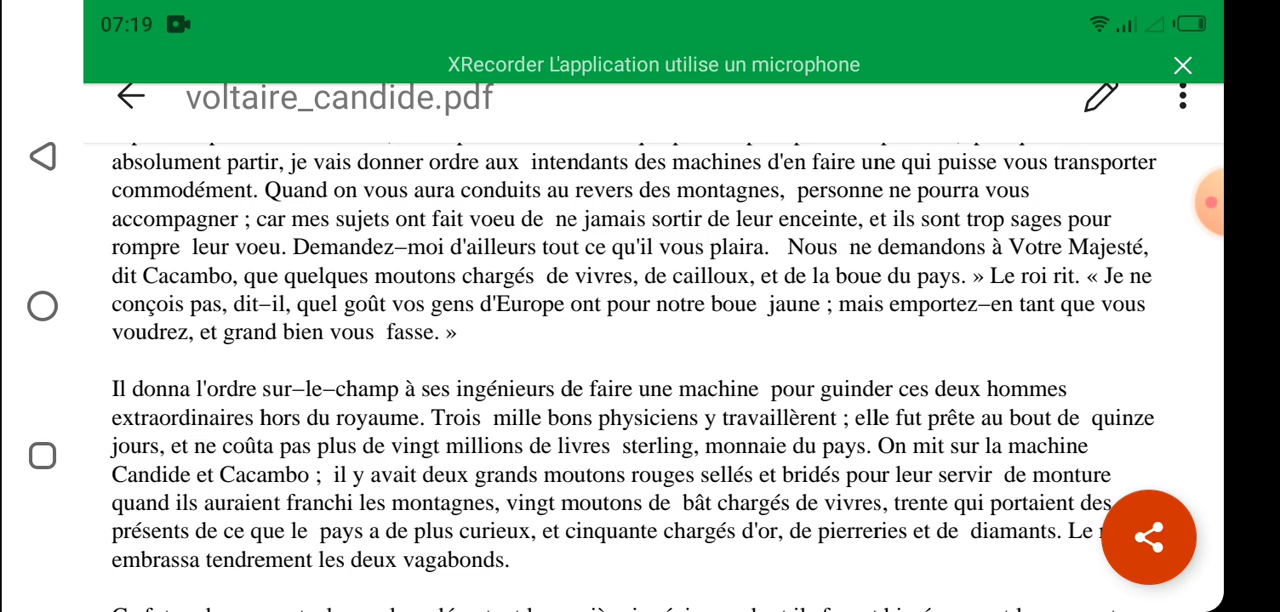 07:19
XRecorder L'application utilise un microphone
voltaire_candide.pdf
absolument partir, je vais donner ordre aux intendants des machines d'en faire une qui puisse vous transporter
commodément. Quand on vous aura conduits au revers des montagnes, personne ne pourra vous
accompagner ; car mes sujets ont fait voeu de ne jamais sortir de leur enceinte, et ils sont trop sages pour
rompre leur voeu. Demandez−moi d'ailleurs tout ce qu'il vous plaira. Nous ne demandons à Votre Majesté,
dit Cacambo, que quelques moutons chargés de vivres, de cailloux, et de la boue du pays. » Le roi rit. « Je ne
conçois pas, dit−il, quel goût vos gens d'Europe ont pour notre boue jaune ; mais emportez−en tant que vous
voudrez, et grand bien vous fasse. »
Il donna l'ordre sur−le−champ à ses ingénieurs de faire une machine pour guinder ces deux hommes
extraordinaires hors du royaume. Trois mille bons physiciens y travaillèrent ; elle fut prête au bout de quinze
jours, et ne coûta pas plus de vingt millions de livres sterling, monnaie du pays. On mit sur la machine
Candide et Cacambo ; il y avait deux grands moutons rouges sellés et bridés pour leur servir de monture
quand ils auraient franchi les montagnes, vingt moutons de bât chargés de vivres, trente qui portaient des
présents de ce que le pays a de plus curieux, et cinquante chargés d'or, de pierreries et de diamants. Le
embrassa tendrement les deux vagabonds.